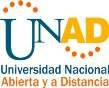 UNAD
Universidad Nacional
Abierta y a Distancia